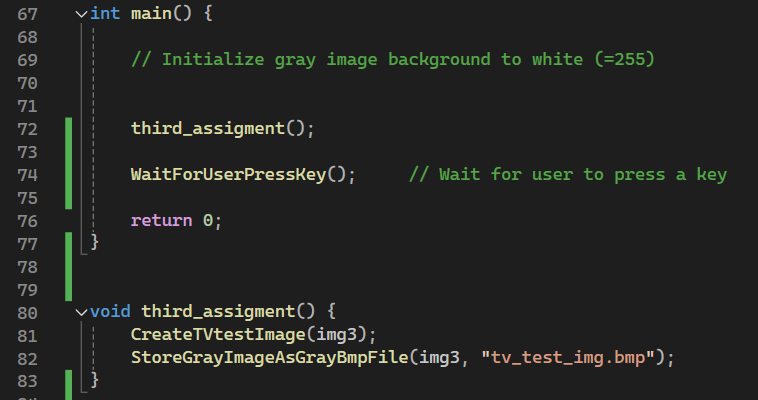 67 int main() {
68
69 // Initialize gray image background to white (=255)
70
71
72 third_assigment();
73
74 WaitForUserPressKey(); // Wait for user to press a key
75
76 return 0;
77 }
78
79
80 void third_assigment() {
81 CreateTVtestImage(img3);
82 StoreGrayImageAsGrayBmpFile(img3, "tv_test_img.bmp");
83 }